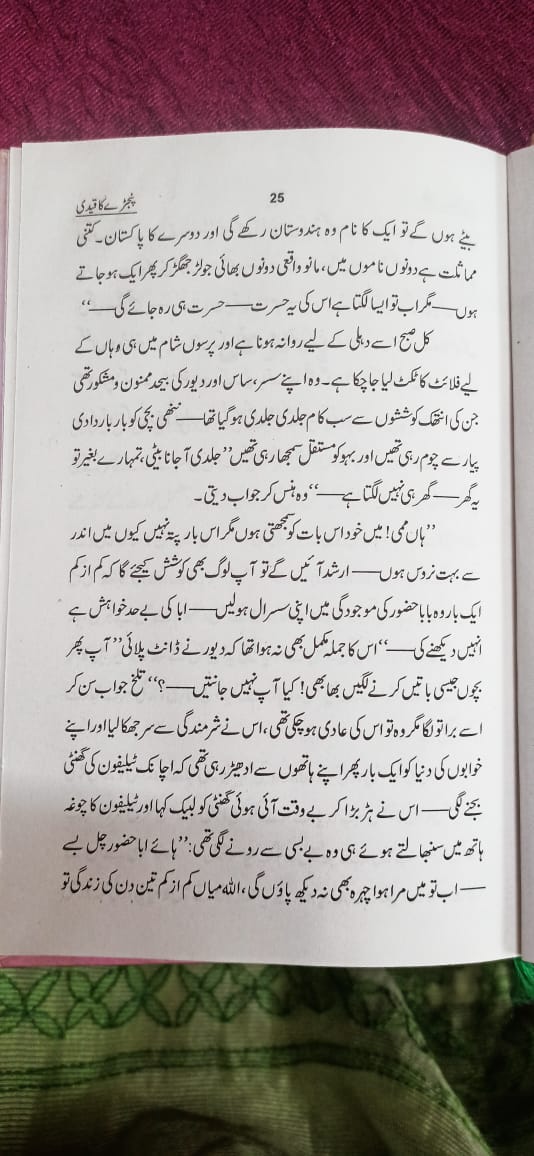 پنجرے کا قیدی
25
بیٹے ہوں گے تو ایک کا نام وہ ہندوستان رکھے گی اور دوسرے کا پاکستان۔ کتنی
مماثلت ہے دونوں ناموں میں، مانو واقعی دونوں بھائی جو لڑ جھگڑ کر پھر ایک ہو جاتے
ہوں —— مگر اب تو ایسا لگتا ہے اس کی یہ حسرت —— حسرت ہی رہ جائے گی ——‘‘
کل صبح اسے دہلی کے لیے روانہ ہونا ہے اور پرسوں شام میں ہی وہاں کے
لیے فلائٹ کا ٹکٹ لیا جا چکا ہے۔ وہ اپنے سسر، ساس اور دیور کی بیحد ممنون و مشکور تھی
جن کی انتھک کوششوں سے سب کام جلدی جلدی ہو گیا تھا —— ننھی بچی کو بار بار دادی
پیار سے چوم رہی تھیں اور بہو کو مستقل سمجھا رہی تھیں ’’جلدی آ جانا بیٹی، تمہارے بغیر تو
یہ گھر —— گھر ہی نہیں لگتا ہے ——‘‘ وہ ہنس کر جواب دیتی۔
’’ہاں ممی! میں خود اس بات کو سمجھتی ہوں مگر اس بار پتہ نہیں کیوں میں اندر
سے بہت نروس ہوں —— ارشد آئیں گے تو آپ لوگ بھی کوشش کیجئے گا کہ کم از کم
ایک بار وہ بابا حضور کی موجودگی میں اپنی سسرال ہو لیں —— ابا کی بے حد خواہش ہے
انہیں دیکھنے کی ——‘‘ اس کا جملہ مکمل بھی نہ ہوا تھا کہ دیور نے ڈانٹ پلائی ’’آپ پھر
بچوں جیسی باتیں کرنے لگیں بھابھی! کیا آپ نہیں جانتیں ——؟‘‘ تلخ جواب سن کر
اسے برا تو لگا مگر وہ تو اس کی عادی ہو چکی تھی، اس نے شرمندگی سے سر جھکا لیا اور اپنے
خوابوں کی دنیا کو ایک بار پھر اپنے ہاتھوں سے ادھیڑ رہی تھی کہ اچانک ٹیلیفون کی گھنٹی
بجنے لگی —— اس نے ہڑبڑا کر بے وقت آئی ہوئی گھنٹی کو لبیک کہا اور ٹیلیفون کا چوغہ
ہاتھ میں سنبھالتے ہوئے ہی وہ بے بسی سے رونے لگی تھی: ’’ہائے ابا حضور چل بسے
—— اب تو میں مرا ہوا چہرہ بھی نہ دیکھ پاؤں گی، اللہ میاں کم از کم تین دن کی زندگی تو